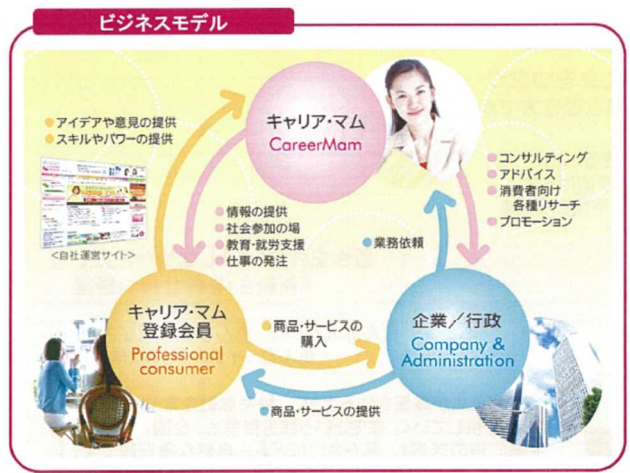 ビジネスモデル
●アイデアや意見の提供
●スキルやパワーの提供
キャリア・マム
CareerMam
●コンサルティング
●アドバイス
●消費者向け
各種リサーチ
●プロモーション
●情報の提供
●社会参加の場
●教育・就労支援
●仕事の発注
●業務依頼
<自社運営サイト>
キャリア・マム
登録会員
Professional
consumer
●商品・サービスの
購入
企業／行政
Company &
Administration
●商品・サービスの提供